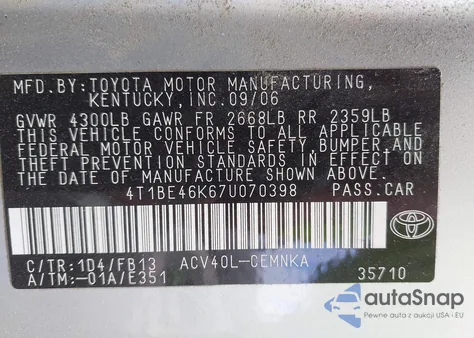 MFD.BY: TOYOTA MOTOR MANUFACTURING,
KENTUCKY, INC. 09/06
GVWR 4300LB GAWR FR 2668LB RR 2359LB
THIS VEHICLE CONFORMS TO ALL APPLICABLE
FEDERAL MOTOR VEHICLE SAFETY, BUMPER, AND
THEFT PREVENTION STANDARDS IN EFFECT ON
THE DATE OF MANUFACTURE SHOWN ABOVE.
4T1BE46K67U070398 PASS.CAR
C/TR:1D4/FB13 ACV40L-CEMNKA
A/TM:-01A/E351 35710
TOYOTA
autoSnap
Pewne auta z aukcji USA i EU